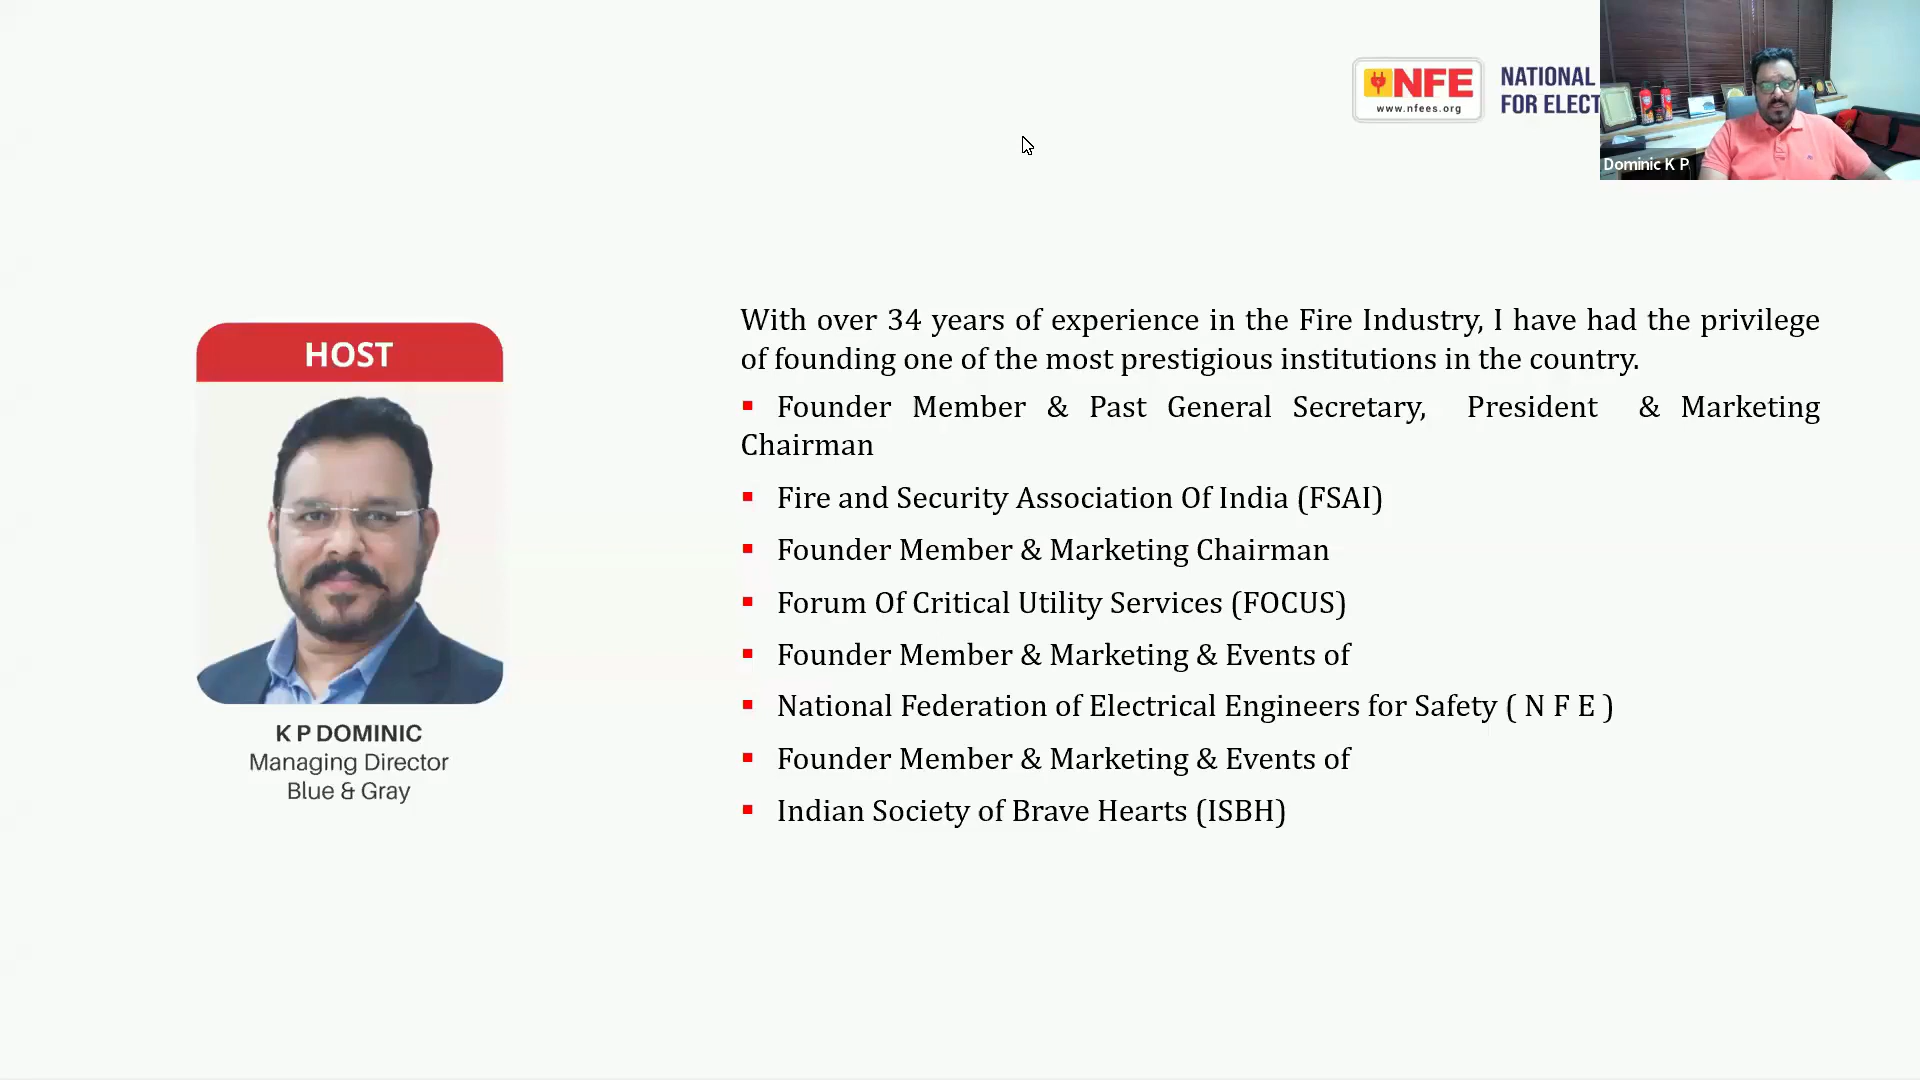 NFE
www.nfees.org
NATIONAL
FOR ELECT
Dominic K P
HOST
K P DOMINIC
Managing Director
Blue & Gray
With over 34 years of experience in the Fire Industry, I have had the privilege
of founding one of the most prestigious institutions in the country.
▪ Founder Member & Past General Secretary, President & Marketing
Chairman
▪ Fire and Security Association Of India (FSAI)
▪ Founder Member & Marketing Chairman
▪ Forum Of Critical Utility Services (FOCUS)
▪ Founder Member & Marketing & Events of
▪ National Federation of Electrical Engineers for Safety ( N F E )
▪ Founder Member & Marketing & Events of
▪ Indian Society of Brave Hearts (ISBH)